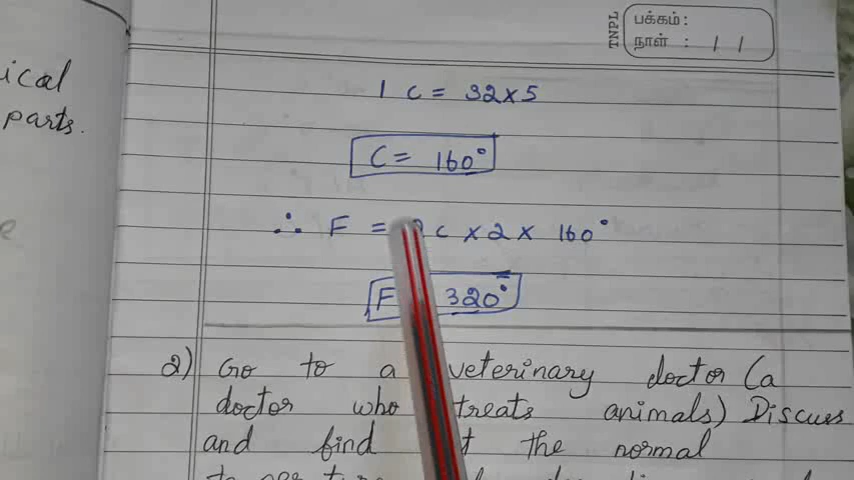 TNPL
பக்கம்:
நாள் : / /
ical
parts.
1 C = 32x5
C = 160°
∴ F = C x 2 x 160°
F 320°
2) Go to a veterinary doctor (a
doctor who treats animals) Discuss
and find the normal